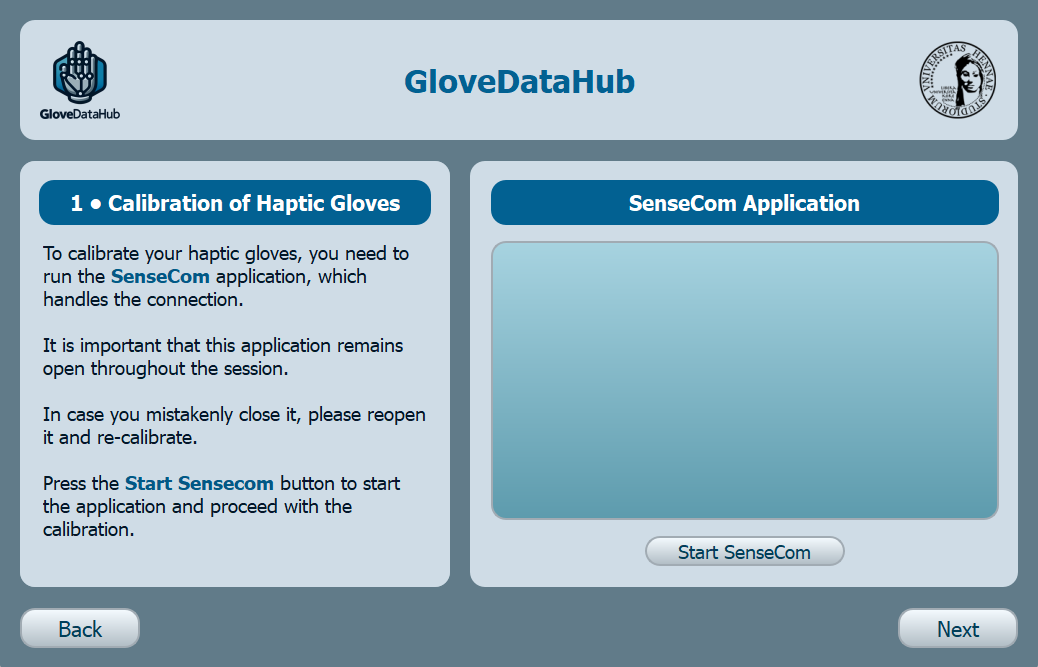 GloveDataHub
GloveDataHub
UNIVERSITAS HENNAE
STUDIORUM
1 • Calibration of Haptic Gloves
To calibrate your haptic gloves, you need to
run the SenseCom application, which
handles the connection.
It is important that this application remains
open throughout the session.
In case you mistakenly close it, please reopen
it and re-calibrate.
Press the Start Sensecom button to start
the application and proceed with the
calibration.
SenseCom Application
Start SenseCom
Back
Next